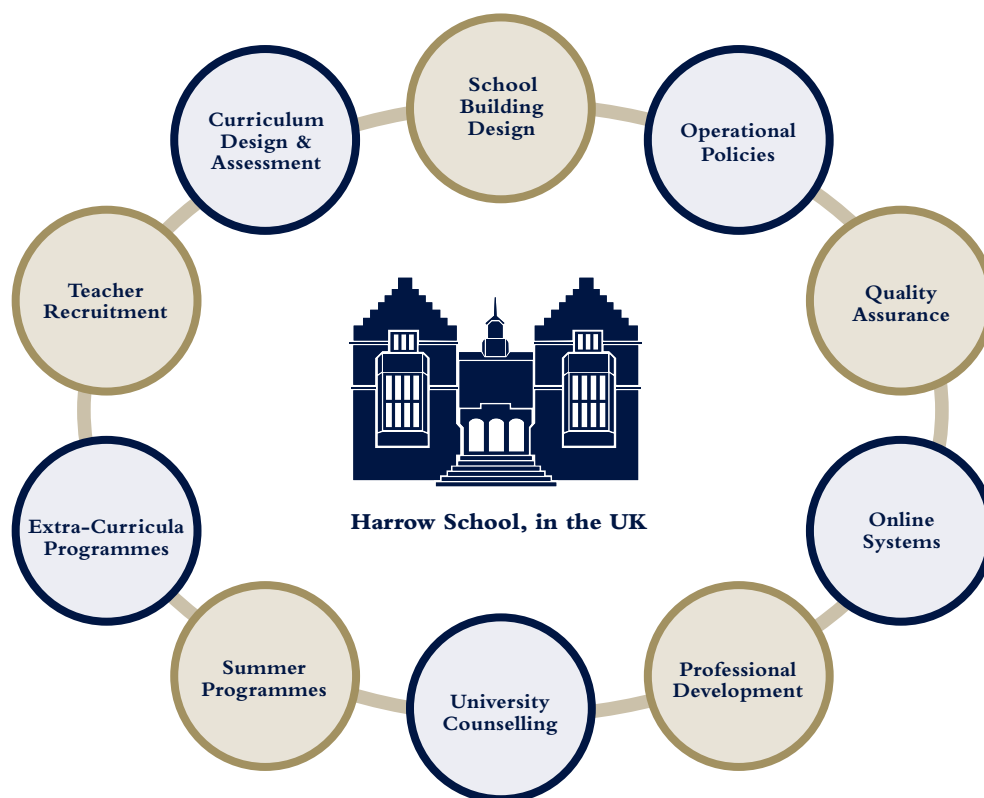 School
Building
Design
Operational
Policies
Quality
Assurance
Online
Systems
Professional
Development
University
Counselling
Summer
Programmes
Extra-Curricula
Programmes
Teacher
Recruitment
Curriculum
Design &
Assessment
Harrow School, in the UK